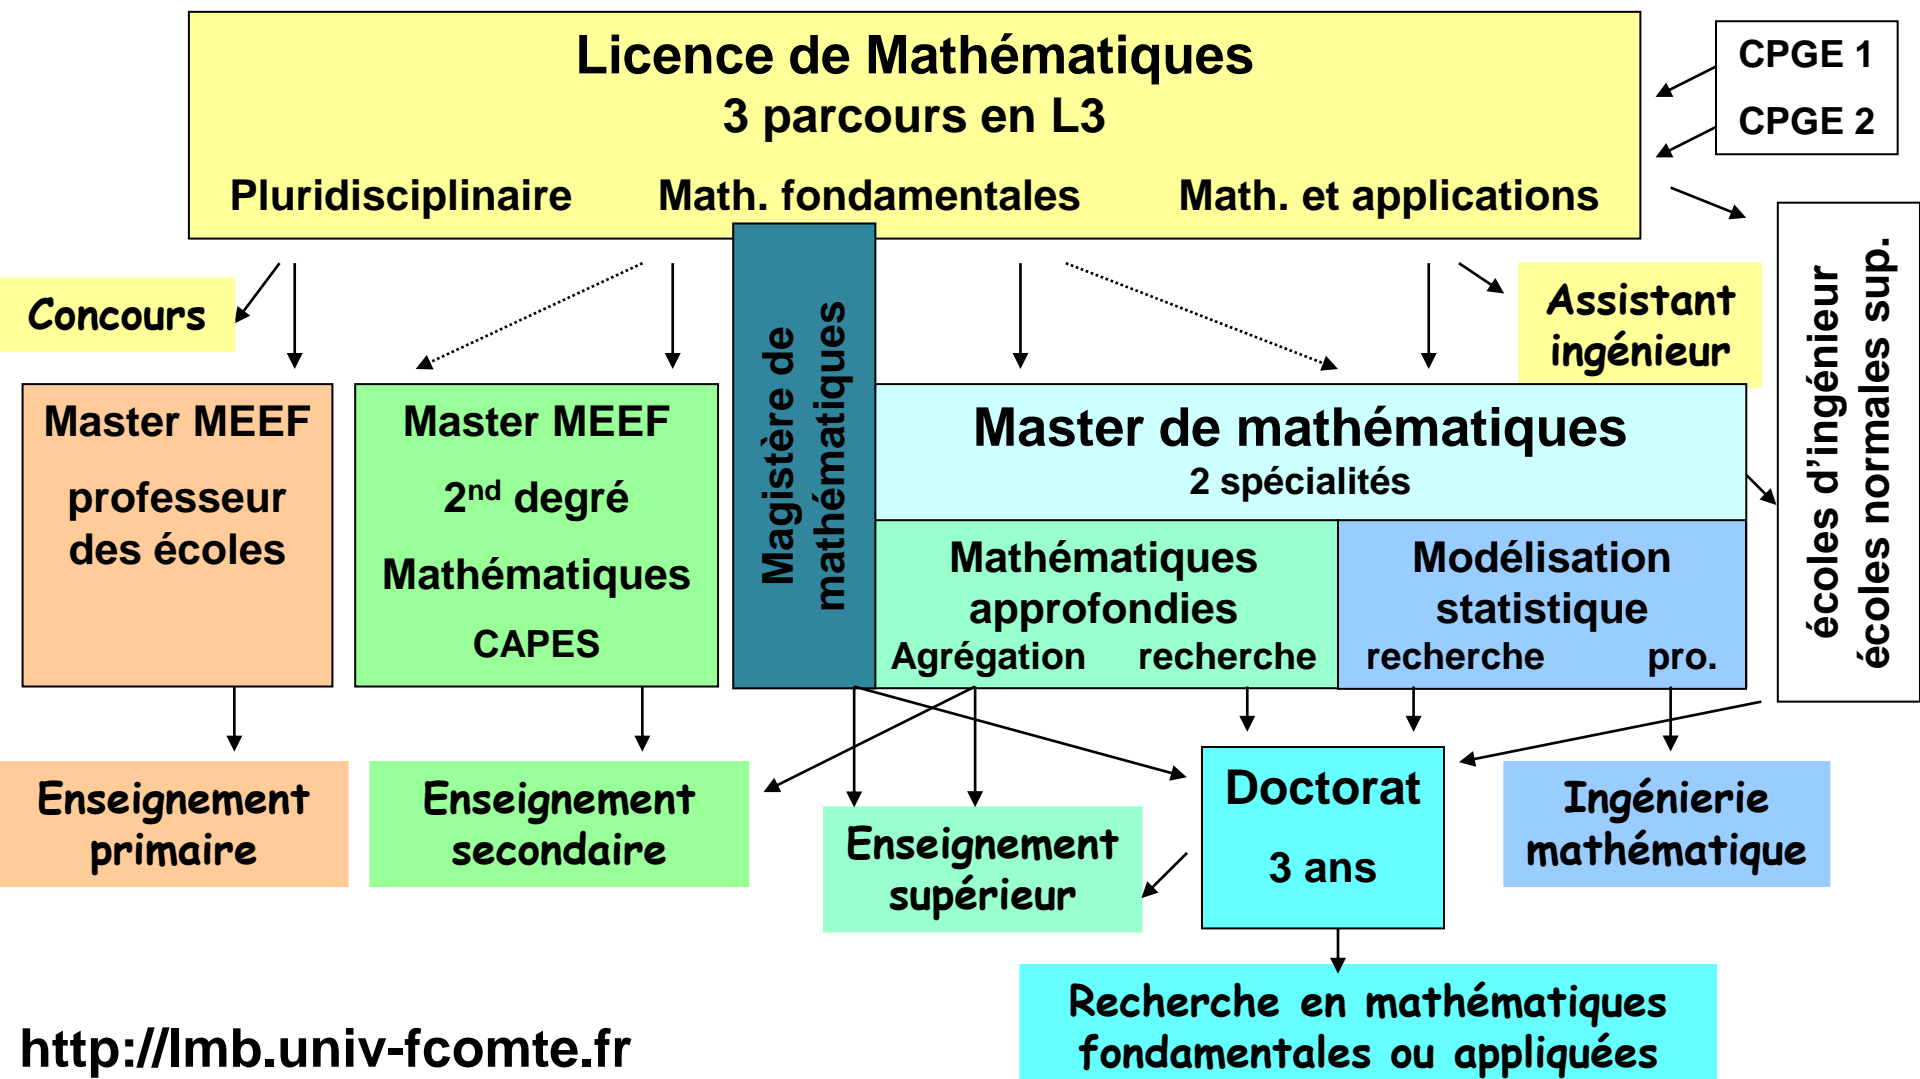 Licence de Mathématiques
3 parcours en L3
Pluridisciplinaire
Math. fondamentales
Math. et applications
CPGE 1
CPGE 2
Concours
Assistant
ingénieur
écoles d'ingénieur
écoles normales sup.
Master MEEF
professeur
des écoles
Master MEEF
2nd degré
Mathématiques
CAPES
Magistère de
mathématiques
Master de mathématiques
2 spécialités
Mathématiques
approfondies
Agrégation recherche
Modélisation
statistique
recherche pro.
Enseignement
primaire
Enseignement
secondaire
Enseignement
supérieur
Doctorat
3 ans
Ingénierie
mathématique
Recherche en mathématiques
fondamentales ou appliquées
http://lmb.univ-fcomte.fr